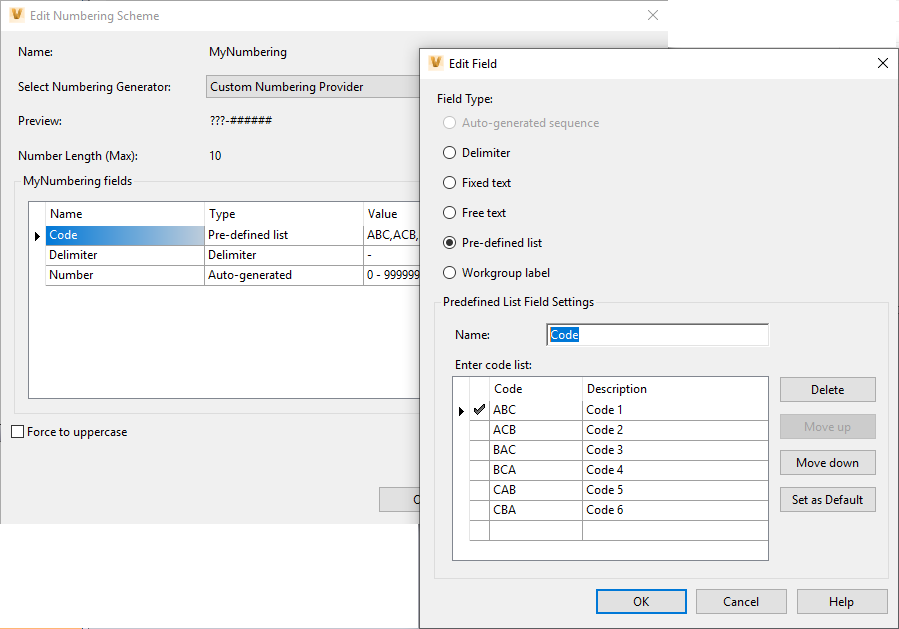 Edit Numbering Scheme
Name: MyNumbering
Select Numbering Generator: Custom Numbering Provider
Preview: ???-######
Number Length (Max): 10
MyNumbering fields
Name Type Value
Code Pre-defined list ABC,ACB,
Delimiter Delimiter -
Number Auto-generated 0 - 999999
Force to uppercase
Edit Field
Field Type:
Auto-generated sequence
Delimiter
Fixed text
Free text
Pre-defined list
Workgroup label
Predefined List Field Settings
Name: Code
Enter code list:
Code Description
ABC Code 1
ACB Code 2
BAC Code 3
BCA Code 4
CAB Code 5
CBA Code 6
Delete
Move up
Move down
Set as Default
OK Cancel Help